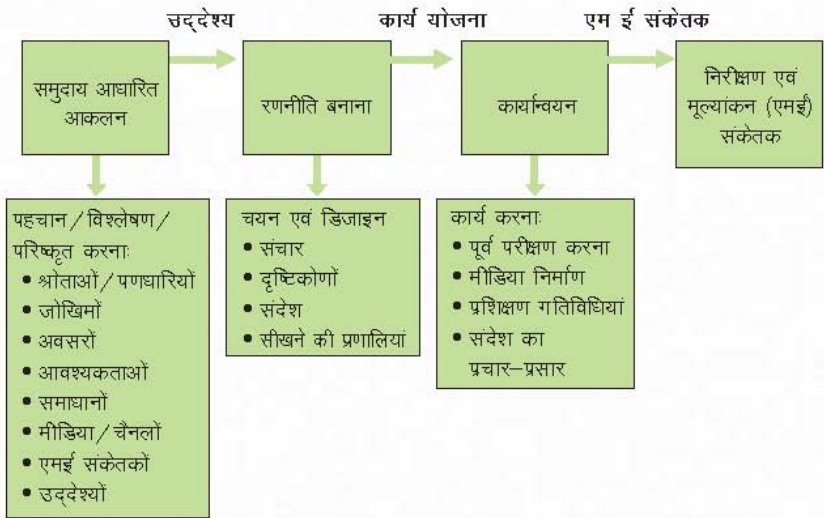 उद्देश्य
कार्य योजना
एम ई संकेतक
समुदाय आधारित
आकलन
रणनीति बनाना
कार्यान्वयन
निरीक्षण एवं
मूल्यांकन (एमई)
संकेतक
पहचान/विश्लेषण/
परिष्कृत करनाः
• श्रोताओं/पणधारियों
• जोखिमों
• अवसरों
• आवश्यकताओं
• समाधानों
• मीडिया/चैनलों
• एमई संकेतकों
• उद्देश्यों
चयन एवं डिजाइन
• संचार
• दृष्टिकोणों
• संदेश
• सीखने की प्रणालियां
कार्य करनाः
• पूर्व परीक्षण करना
• मीडिया निर्माण
• प्रशिक्षण गतिविधियां
• संदेश का
प्रचार–प्रसार